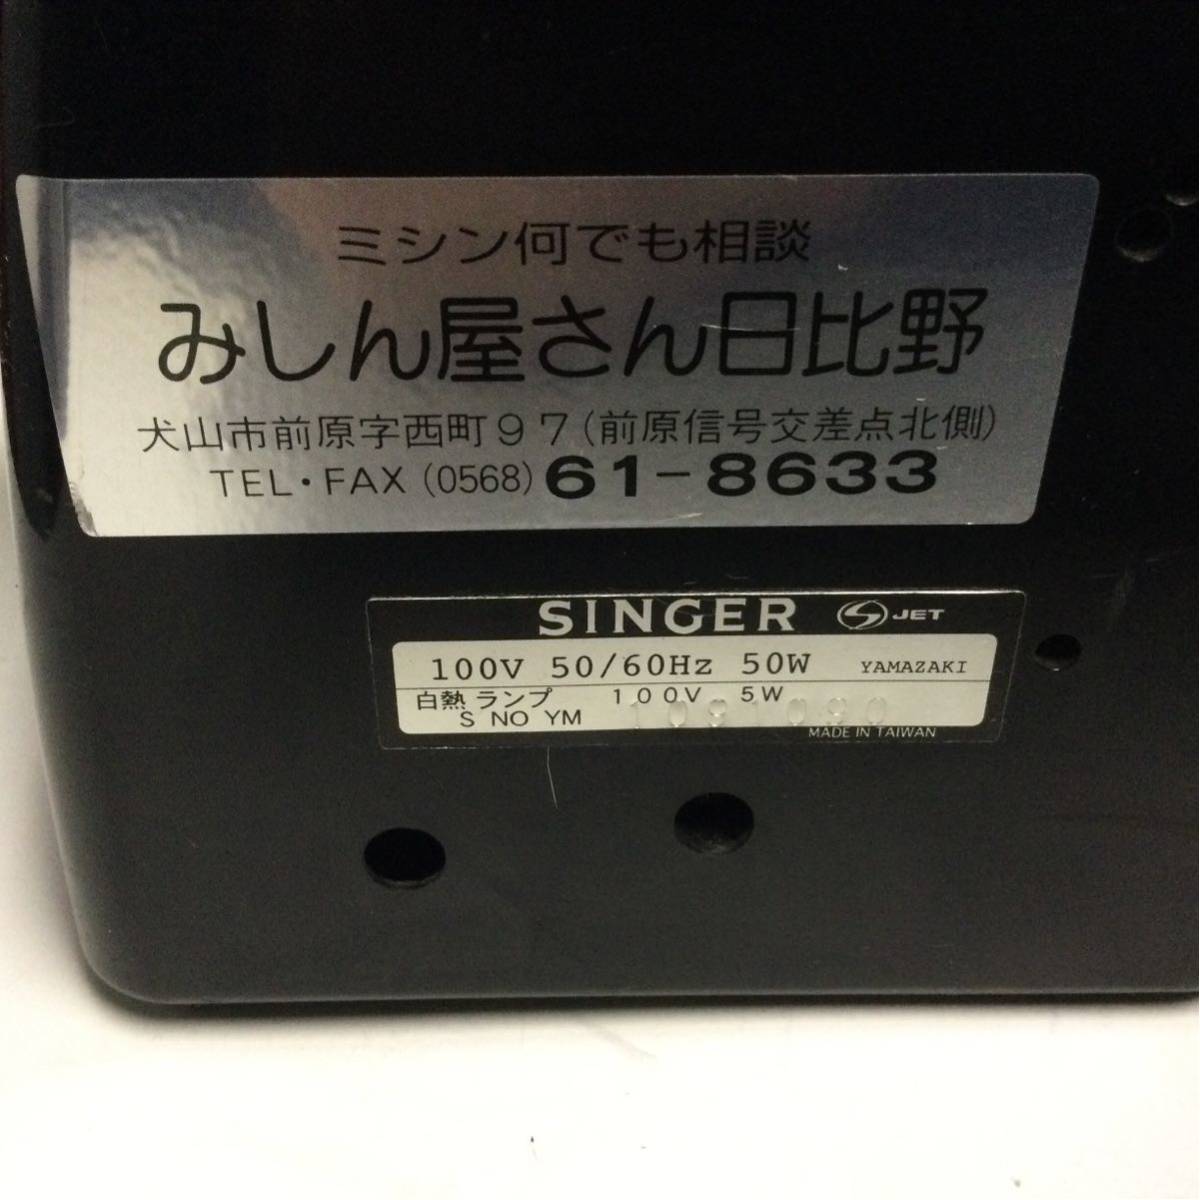 ミシン何でも相談
みしん屋さん日比野
犬山市前原字西町97(前原信号交差点北側)
TEL・FAX (0568) 61-8633
SINGER JET
100V 50/60Hz 50W YAMAZAKI
白熱 ランプ 100V 5W
S NO YM 1091090
MADE IN TAIWAN